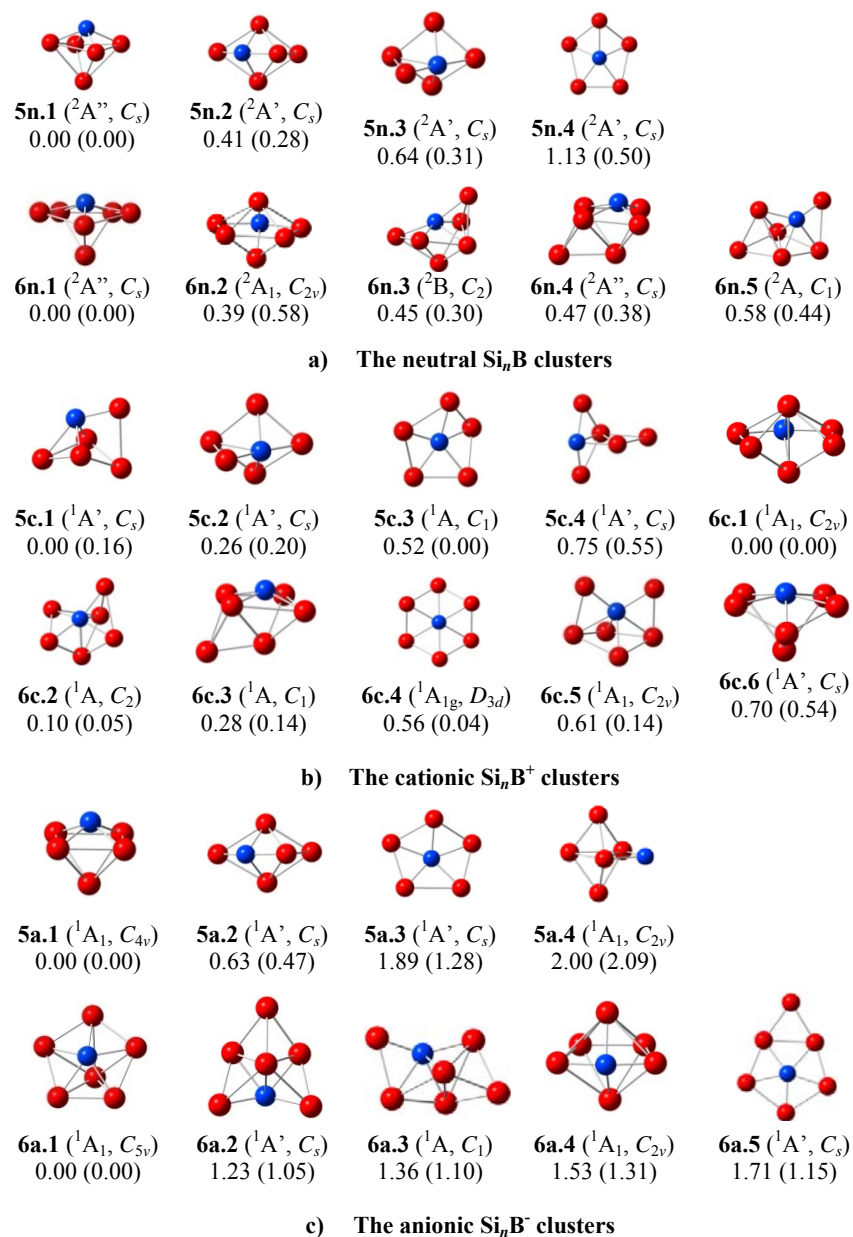 5n.1 (²A”, Cₛ) 5n.2 (²A’, Cₛ) 5n.3 (²A’, Cₛ) 5n.4 (²A’, Cₛ)
0.00 (0.00) 0.41 (0.28) 0.64 (0.31) 1.13 (0.50)
6n.1 (²A”, Cₛ) 6n.2 (²A₁, C₂ᵥ) 6n.3 (²B, C₂) 6n.4 (²A”, Cₛ) 6n.5 (²A, C₁)
0.00 (0.00) 0.39 (0.58) 0.45 (0.30) 0.47 (0.38) 0.58 (0.44)
a) The neutral SiₙB clusters
5c.1 (¹A’, Cₛ) 5c.2 (¹A’, Cₛ) 5c.3 (¹A, C₁) 5c.4 (¹A’, Cₛ) 6c.1 (¹A₁, C₂ᵥ)
0.00 (0.16) 0.26 (0.20) 0.52 (0.00) 0.75 (0.55) 0.00 (0.00)
6c.2 (¹A, C₂) 6c.3 (¹A, C₁) 6c.4 (¹A₁g, D₃d) 6c.5 (¹A₁, C₂ᵥ) 6c.6 (¹A’, Cₛ)
0.10 (0.05) 0.28 (0.14) 0.56 (0.04) 0.61 (0.14) 0.70 (0.54)
b) The cationic SiₙB⁺ clusters
5a.1 (¹A₁, C₄ᵥ) 5a.2 (¹A’, Cₛ) 5a.3 (¹A’, Cₛ) 5a.4 (¹A₁, C₂ᵥ)
0.00 (0.00) 0.63 (0.47) 1.89 (1.28) 2.00 (2.09)
6a.1 (¹A₁, C₅ᵥ) 6a.2 (¹A’, Cₛ) 6a.3 (¹A, C₁) 6a.4 (¹A₁, C₂ᵥ) 6a.5 (¹A’, Cₛ)
0.00 (0.00) 1.23 (1.05) 1.36 (1.10) 1.53 (1.31) 1.71 (1.15)
c) The anionic SiₙB⁻ clusters